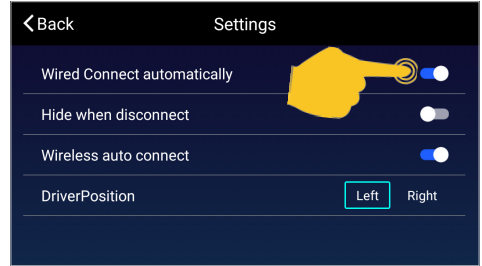 Back Settings
Wired Connect automatically
Hide when disconnect
Wireless auto connect
DriverPosition Left Right